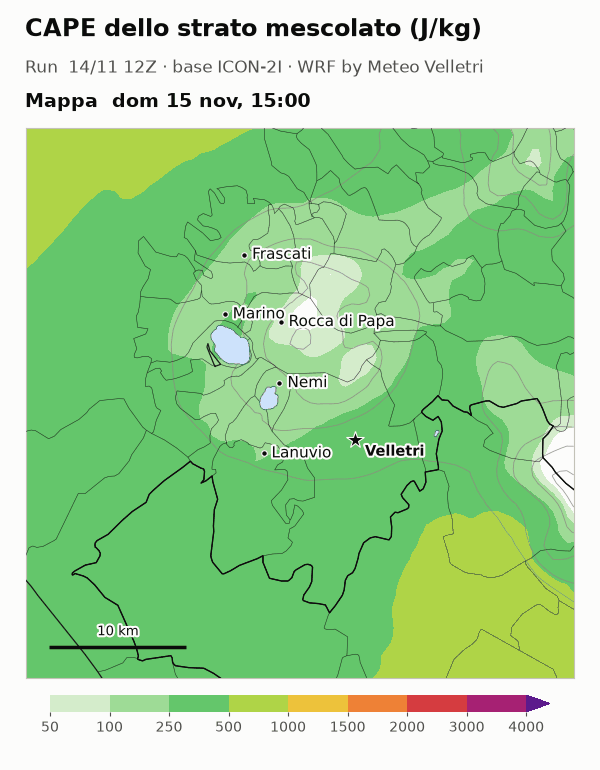 CAPE dello strato mescolato (J/kg)
Run  14/11 12Z · base ICON-2I · WRF by Meteo Velletri
Mappa  dom 15 nov, 15:00
Frascati
Marino
Rocca di Papa
Nemi
Velletri
Lanuvio
10 km
50 100 250 500 1000 1500 2000 3000 4000